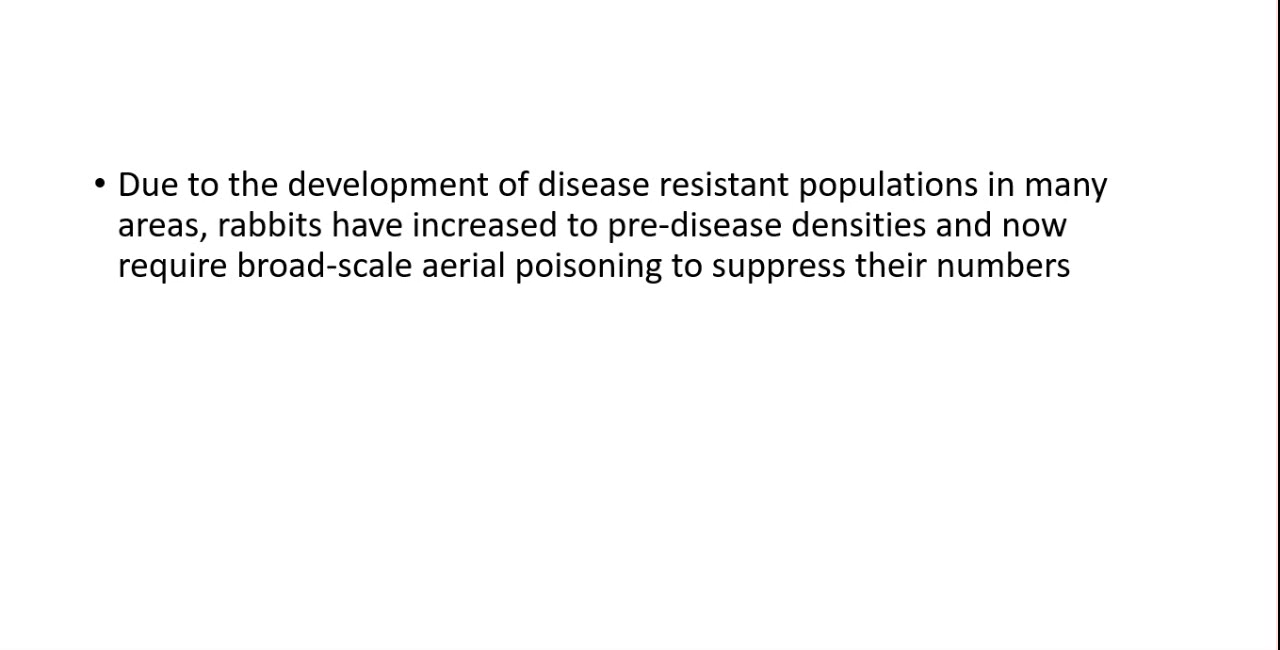 • Due to the development of disease resistant populations in many
areas, rabbits have increased to pre-disease densities and now
require broad-scale aerial poisoning to suppress their numbers